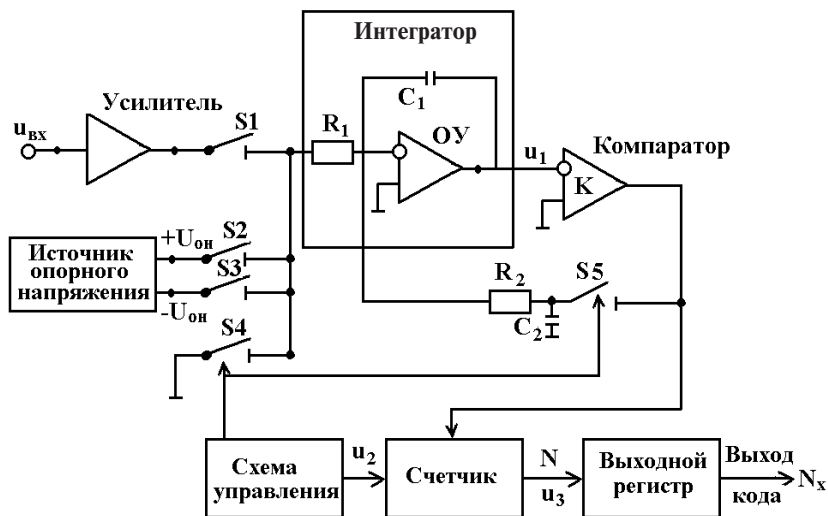 Интегратор
Усилитель
C₁
uвх
S1
R₁
ОУ
u₁
Компаратор
K
Источник
опорного
напряжения
+Uон
S2
S3
-Uон
S4
R₂
S5
C₂
Схема
управления
u₂
Счетчик
N
u₃
Выходной
регистр
Выход
кода
Nₓ